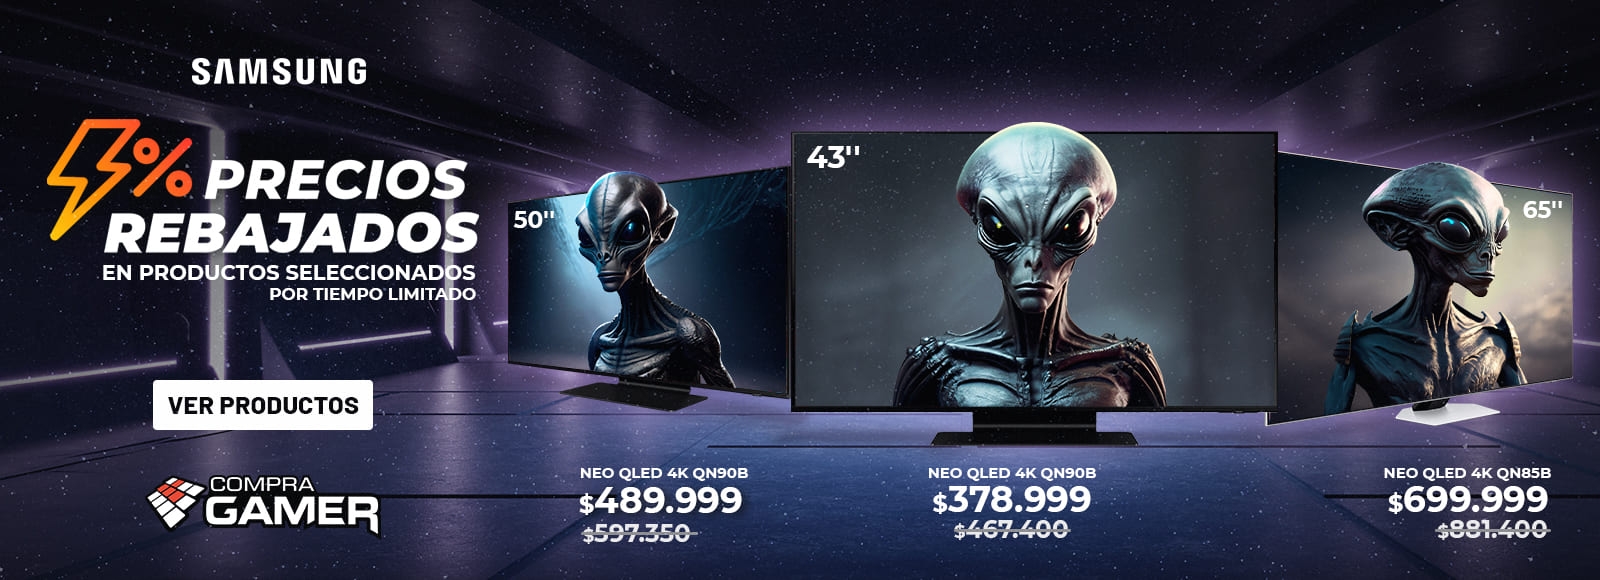 SAMSUNG
% PRECIOS
REBAJADOS
EN PRODUCTOS SELECCIONADOS
POR TIEMPO LIMITADO
VER PRODUCTOS
COMPRA
GAMER
50''
43''
65''
NEO QLED 4K QN90B
$489.999
$597.350
NEO QLED 4K QN90B
$378.999
$467.400
NEO QLED 4K QN85B
$699.999
$881.400